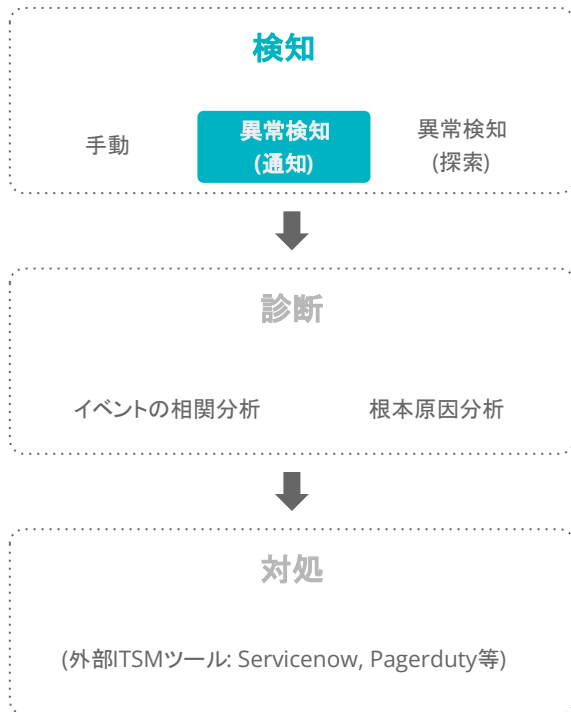 検知
手動
異常検知
(通知)
異常検知
(探索)
診断
イベントの相関分析
根本原因分析
対処
(外部ITSMツール: Servicenow, Pagerduty等)